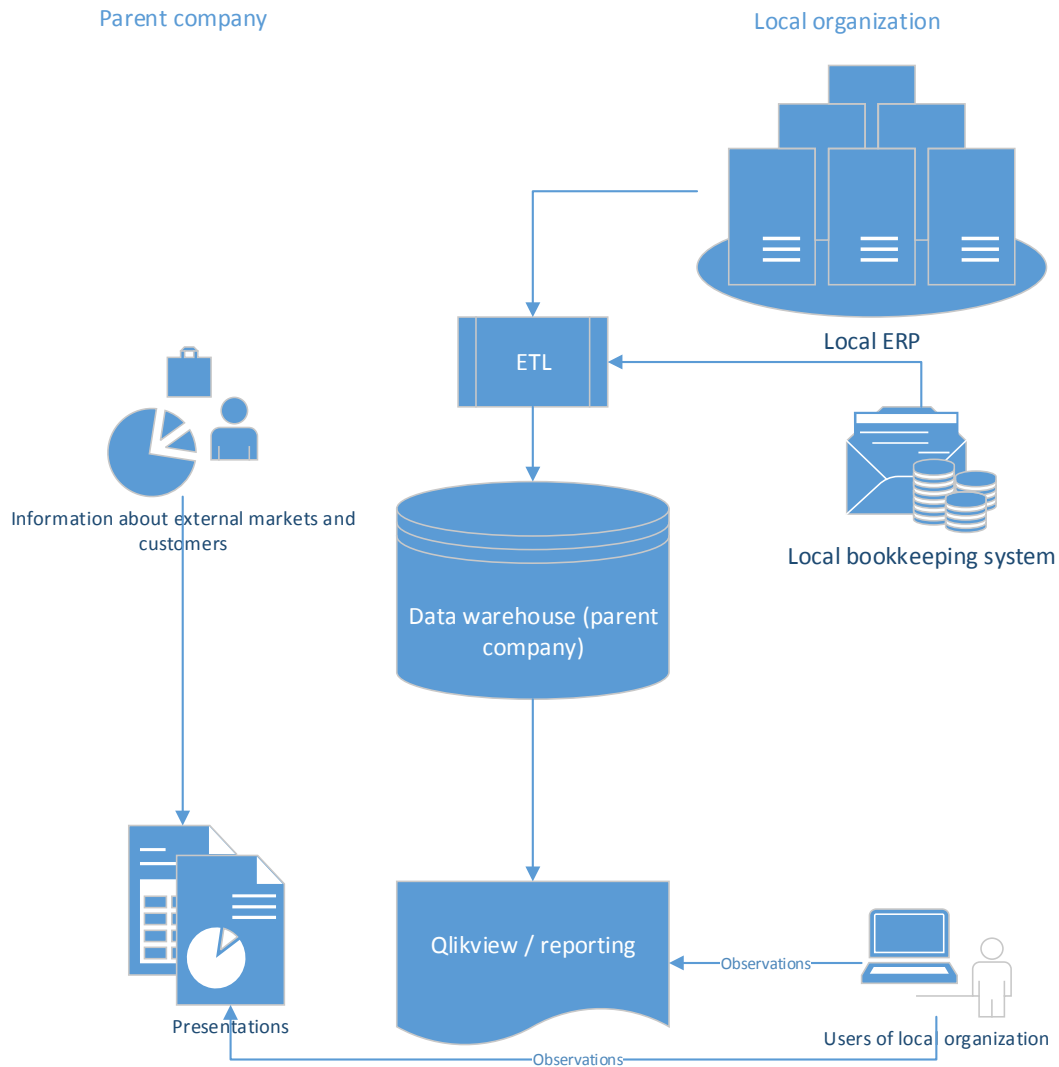 Parent company
Local organization
Local ERP
ETL
Information about external markets and
customers
Local bookkeeping system
Data warehouse (parent
company)
Qlikview / reporting
Observations
Presentations
Users of local organization
Observations